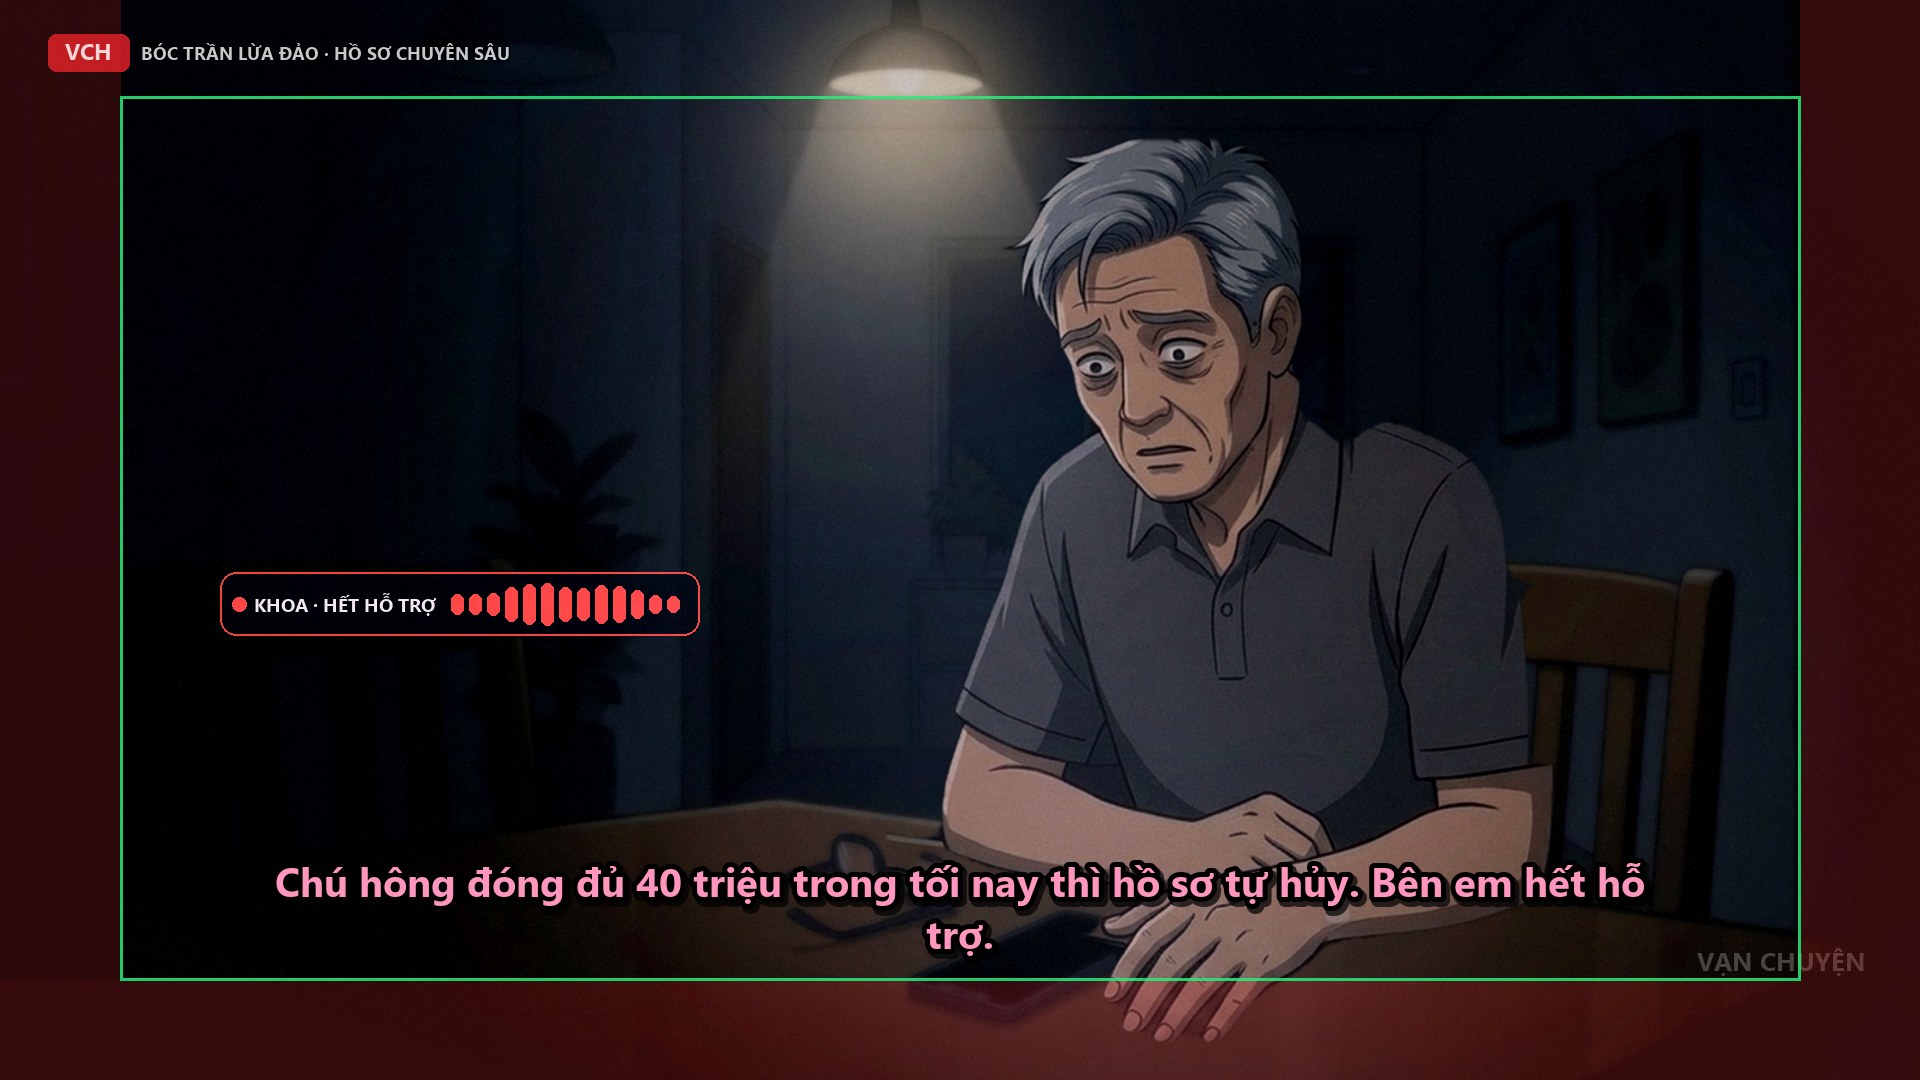 VCH BÓC TRẦN LỪA ĐẢO · HỒ SƠ CHUYÊN SÂU
KHOA · HẾT HỖ TRỢ
Chú hông đóng đủ 40 triệu trong tối nay thì hồ sơ tự hủy. Bên em hết hỗ
trợ.
VẠN CHUYỆN